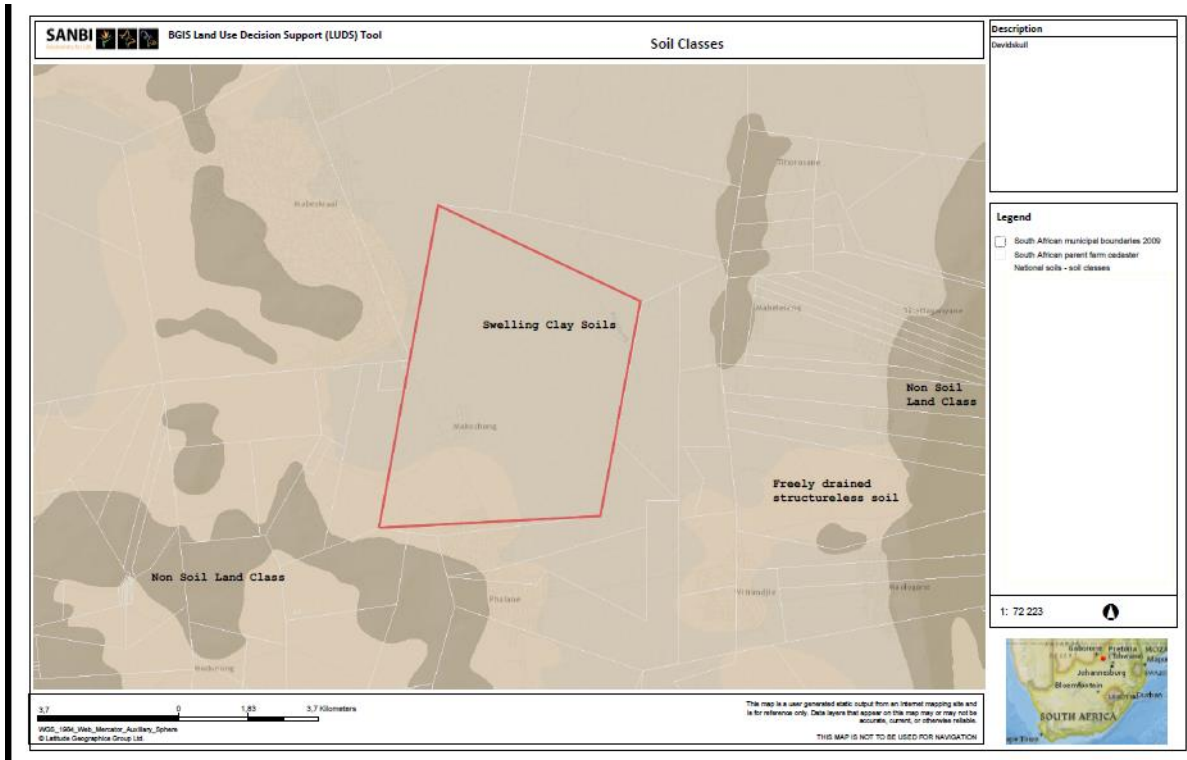 SANBI
BGIS Land Use Decision Support (LUDS) Tool
Soil Classes
Description
Davidskuil
Mabeskraal
Swelling Clay Soils
Makoshong
Non Soil
Land Class
Freely drained
structureless soil
Non Soil Land Class
Phalane
Legend
South African municipal boundaries 2009
South African parent farm cadaster
National soils - soil classes
1: 72 223
Gaborone
Pretoria
Johannesburg
Bloemfontein
Durban
SOUTH AFRICA
3,7
0
1,83
3,7 Kilometers
WGS_1984_Web_Mercator_Auxiliary_Sphere
© Latitude Geographics Group Ltd.
This map is a user generated static output from an Internet mapping site and
is for reference only. Data layers that appear on this map may or may not be
accurate, current, or otherwise reliable.
THIS MAP IS NOT TO BE USED FOR NAVIGATION